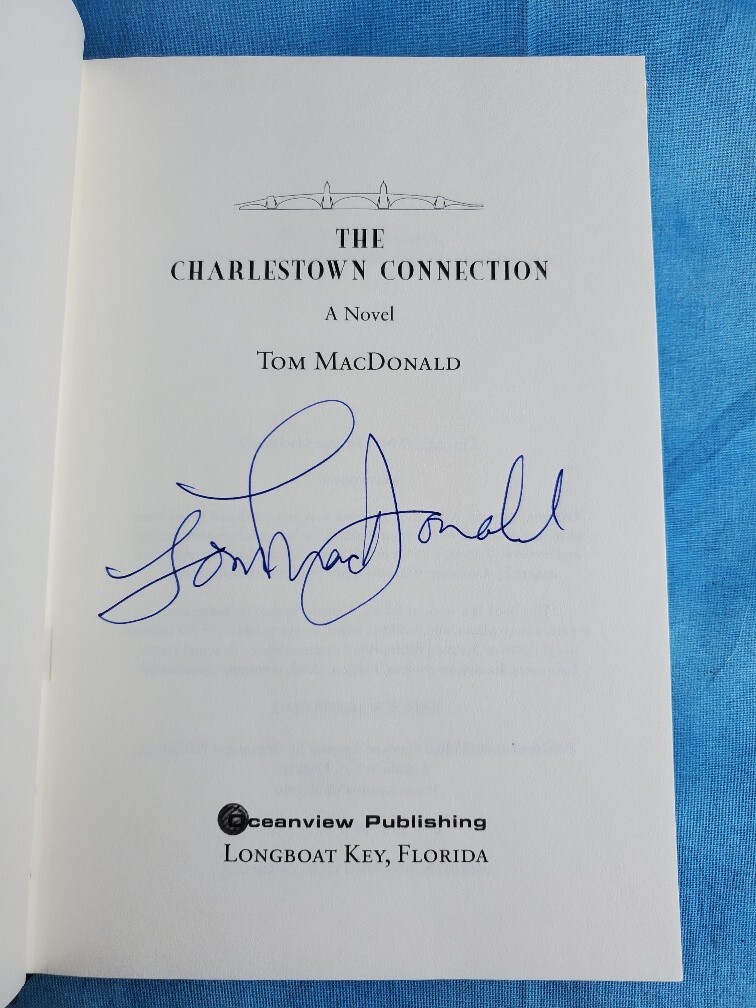 THE
CHARLESTOWN CONNECTION
A Novel
TOM MACDONALD
Tom MacDonald
Oceanview Publishing
LONGBOAT KEY, FLORIDA